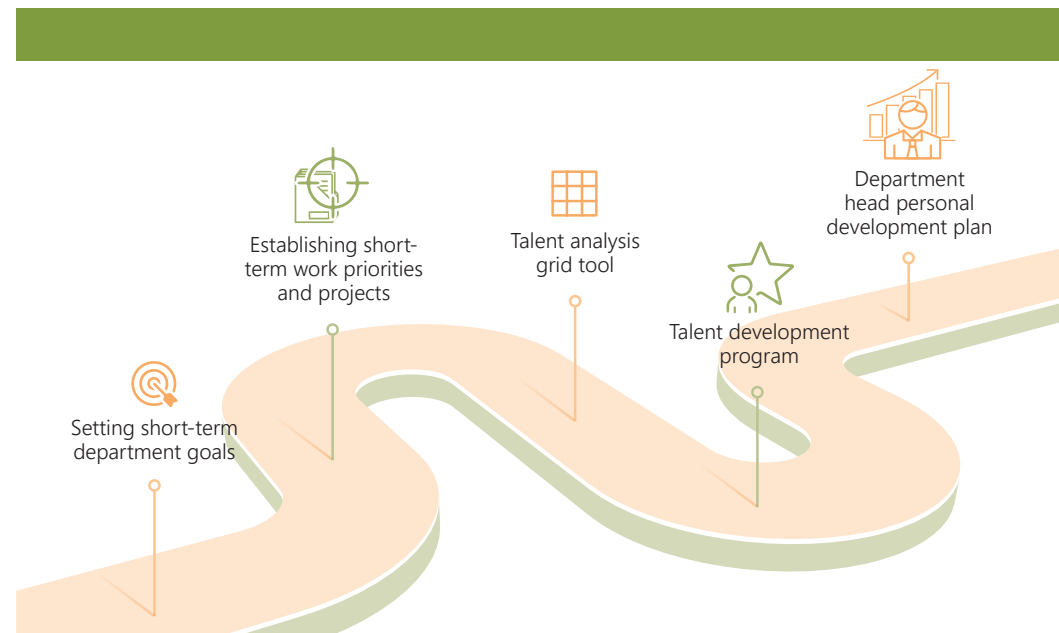 Setting short-term
department goals
Establishing short-
term work priorities
and projects
Talent analysis
grid tool
Talent development
program
Department
head personal
development plan